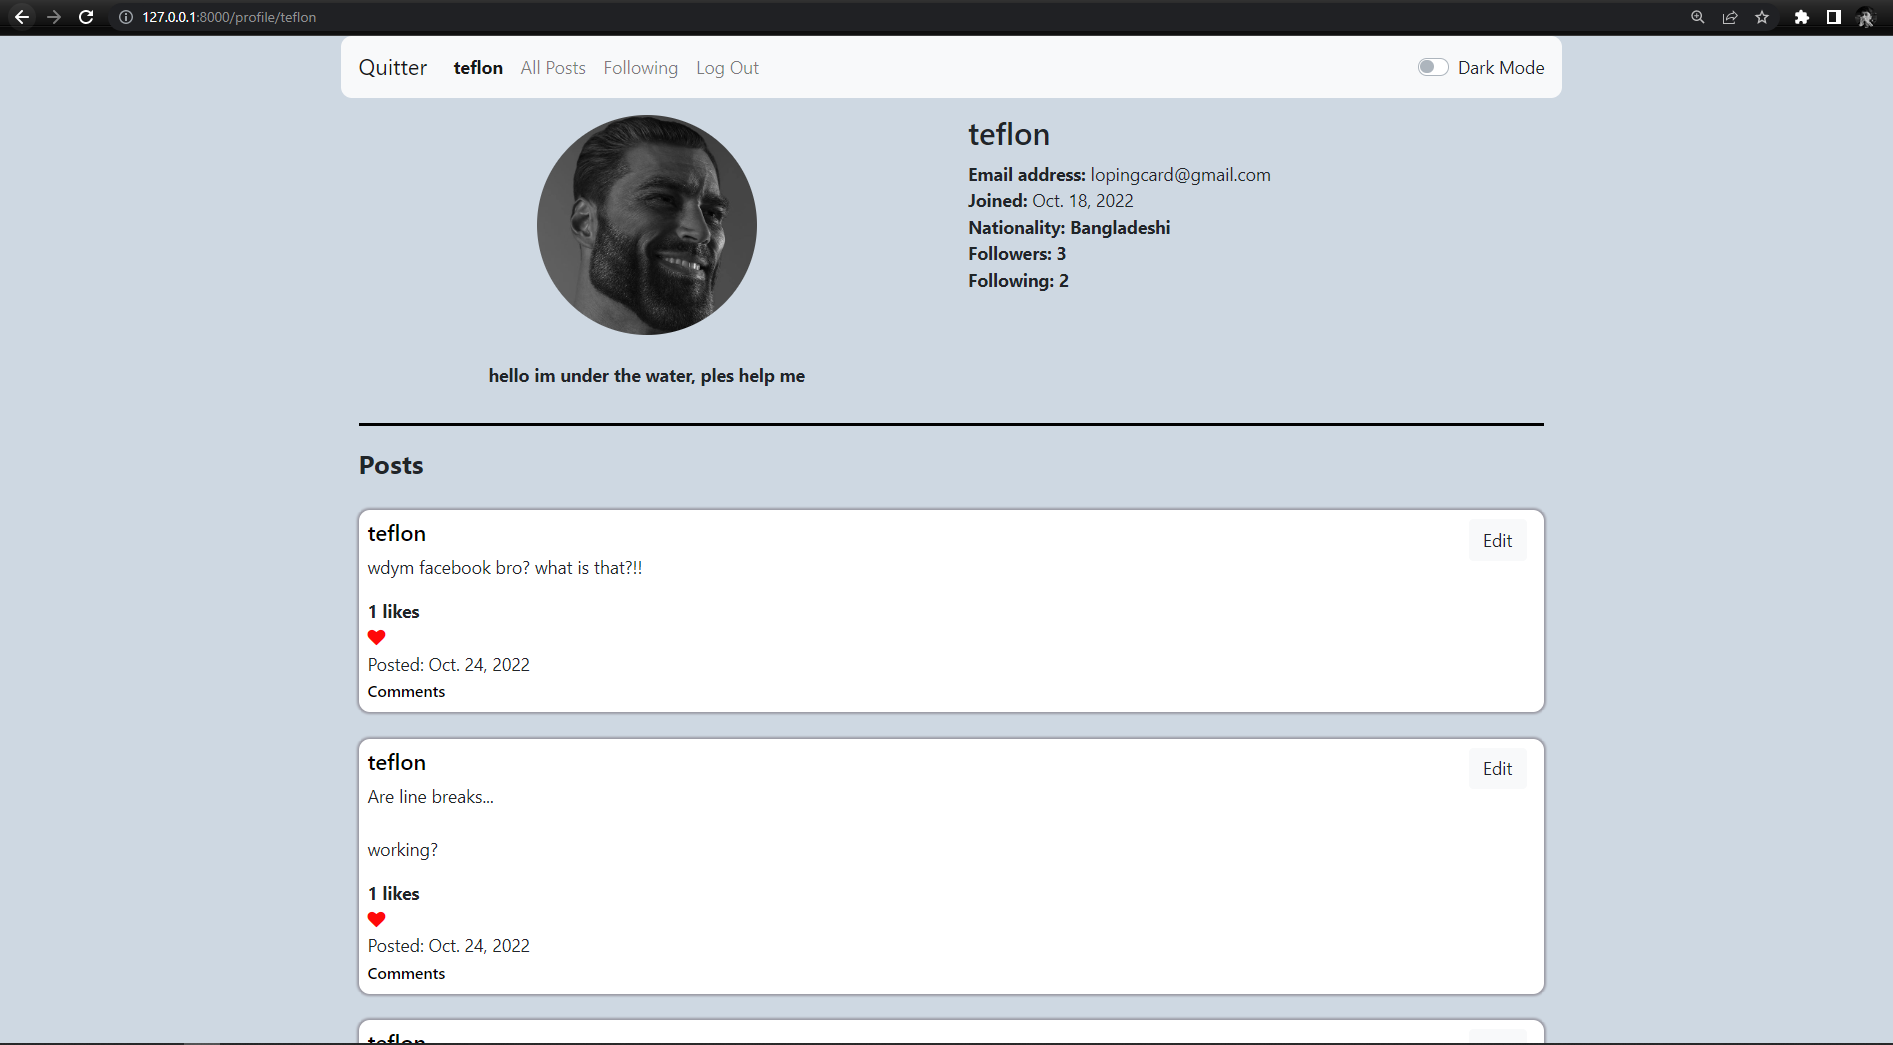 127.0.0.1:8000/profile/teflon
Quitter teflon All Posts Following Log Out Dark Mode
teflon
Email address: lopingcard@gmail.com
Joined: Oct. 18, 2022
Nationality: Bangladeshi
Followers: 3
Following: 2
hello im under the water, ples help me
Posts
teflon
Edit
wdym facebook bro? what is that?!!
1 likes
Posted: Oct. 24, 2022
Comments
teflon
Edit
Are line breaks...
working?
1 likes
Posted: Oct. 24, 2022
Comments
teflon